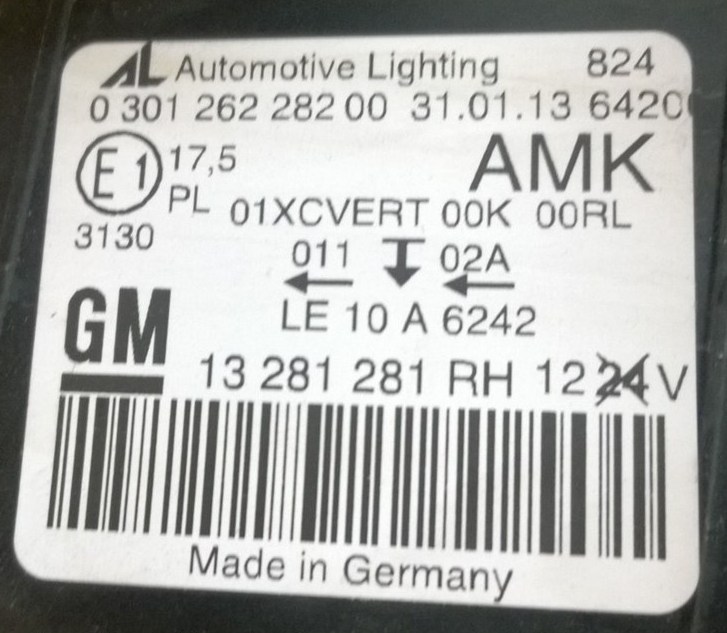 AL Automotive Lighting 824
0 301 262 282 00 31.01.13 6420
E1 17,5 AMK
PL 01XCVERT 00K 00RL
3130
011 02A
LE 10 A 6242
GM
13 281 281 RH 12 24 V
Made in Germany